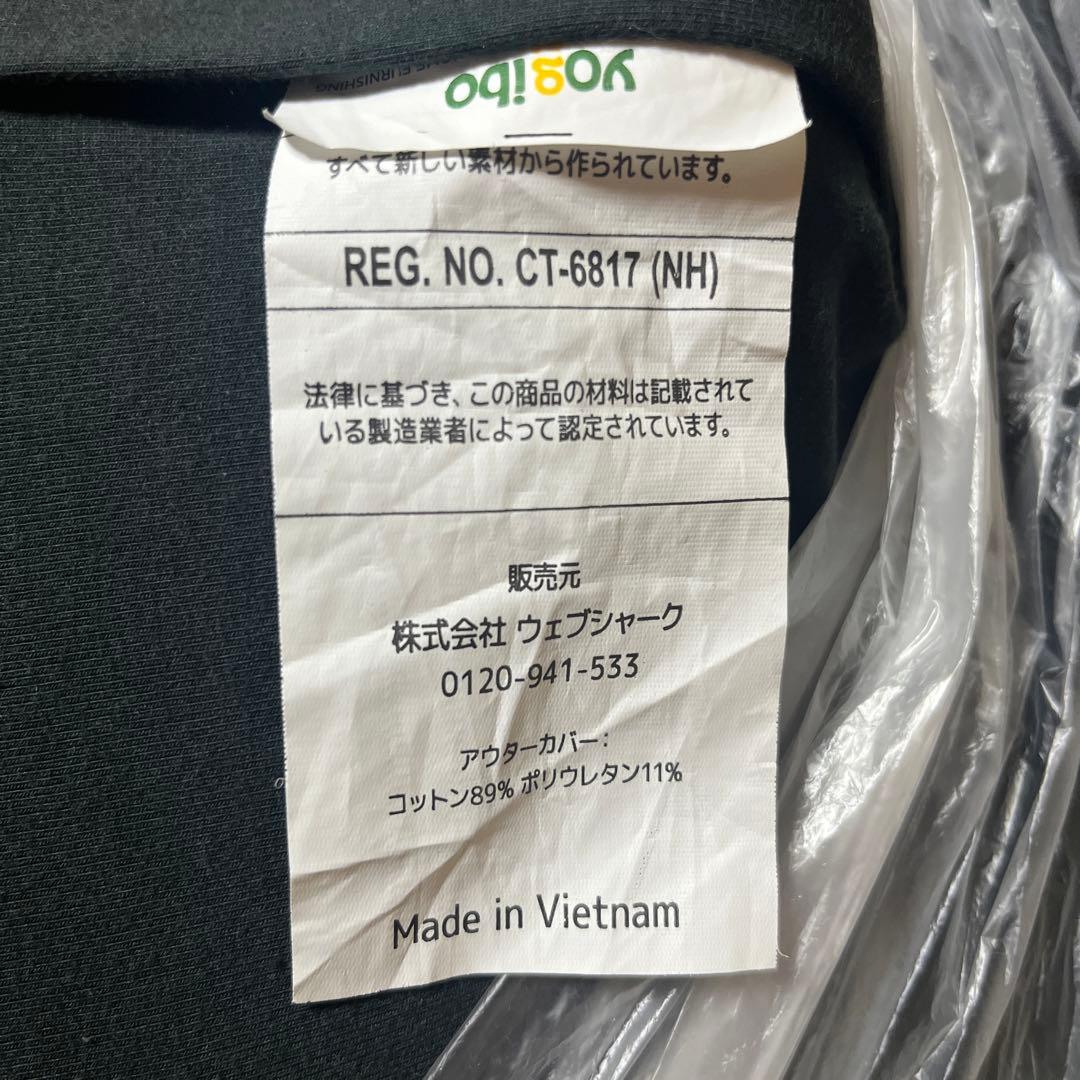 yogibo
FURNISHING
すべて新しい素材から作られています。
REG. NO. CT-6817 (NH)
法律に基づき、この商品の材料は記載されて
いる製造業者によって認定されています。
販売元
株式会社 ウェブシャーク
0120-941-533
アウターカバー：
コットン89% ポリウレタン11%
Made in Vietnam